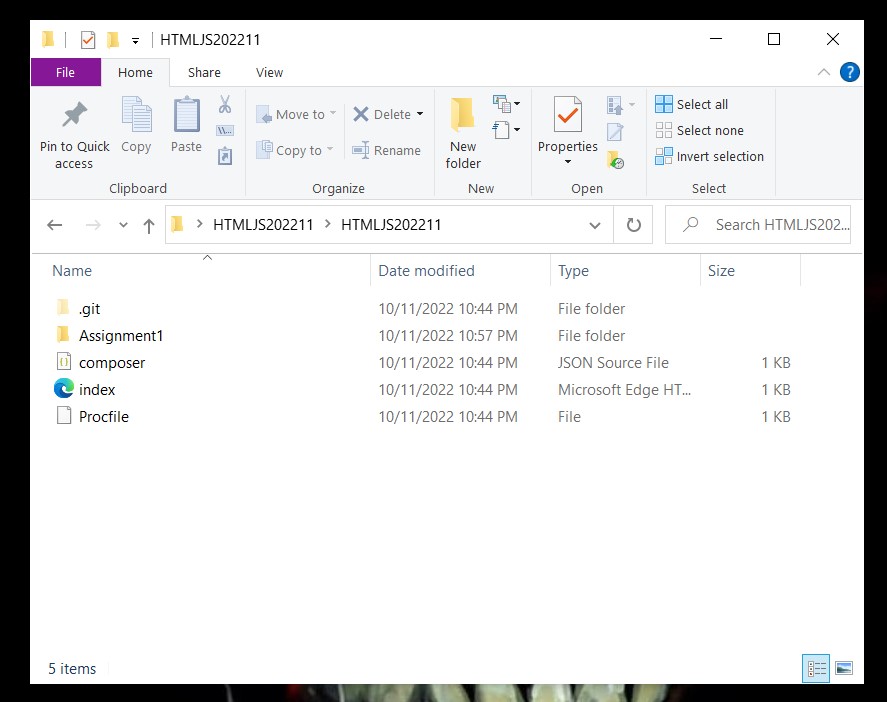 HTMLJS202211
File Home Share View
Pin to Quick access
Copy
Paste
Move to
Copy to
Delete
Rename
New folder
Properties
Select all
Select none
Invert selection
Clipboard Organize New Open Select
HTMLJS202211 HTMLJS202211 Search HTMLJS202...
Name Date modified Type Size
.git 10/11/2022 10:44 PM File folder
Assignment1 10/11/2022 10:57 PM File folder
composer 10/11/2022 10:44 PM JSON Source File 1 KB
index 10/11/2022 10:44 PM Microsoft Edge HT... 1 KB
Procfile 10/11/2022 10:44 PM File 1 KB
5 items